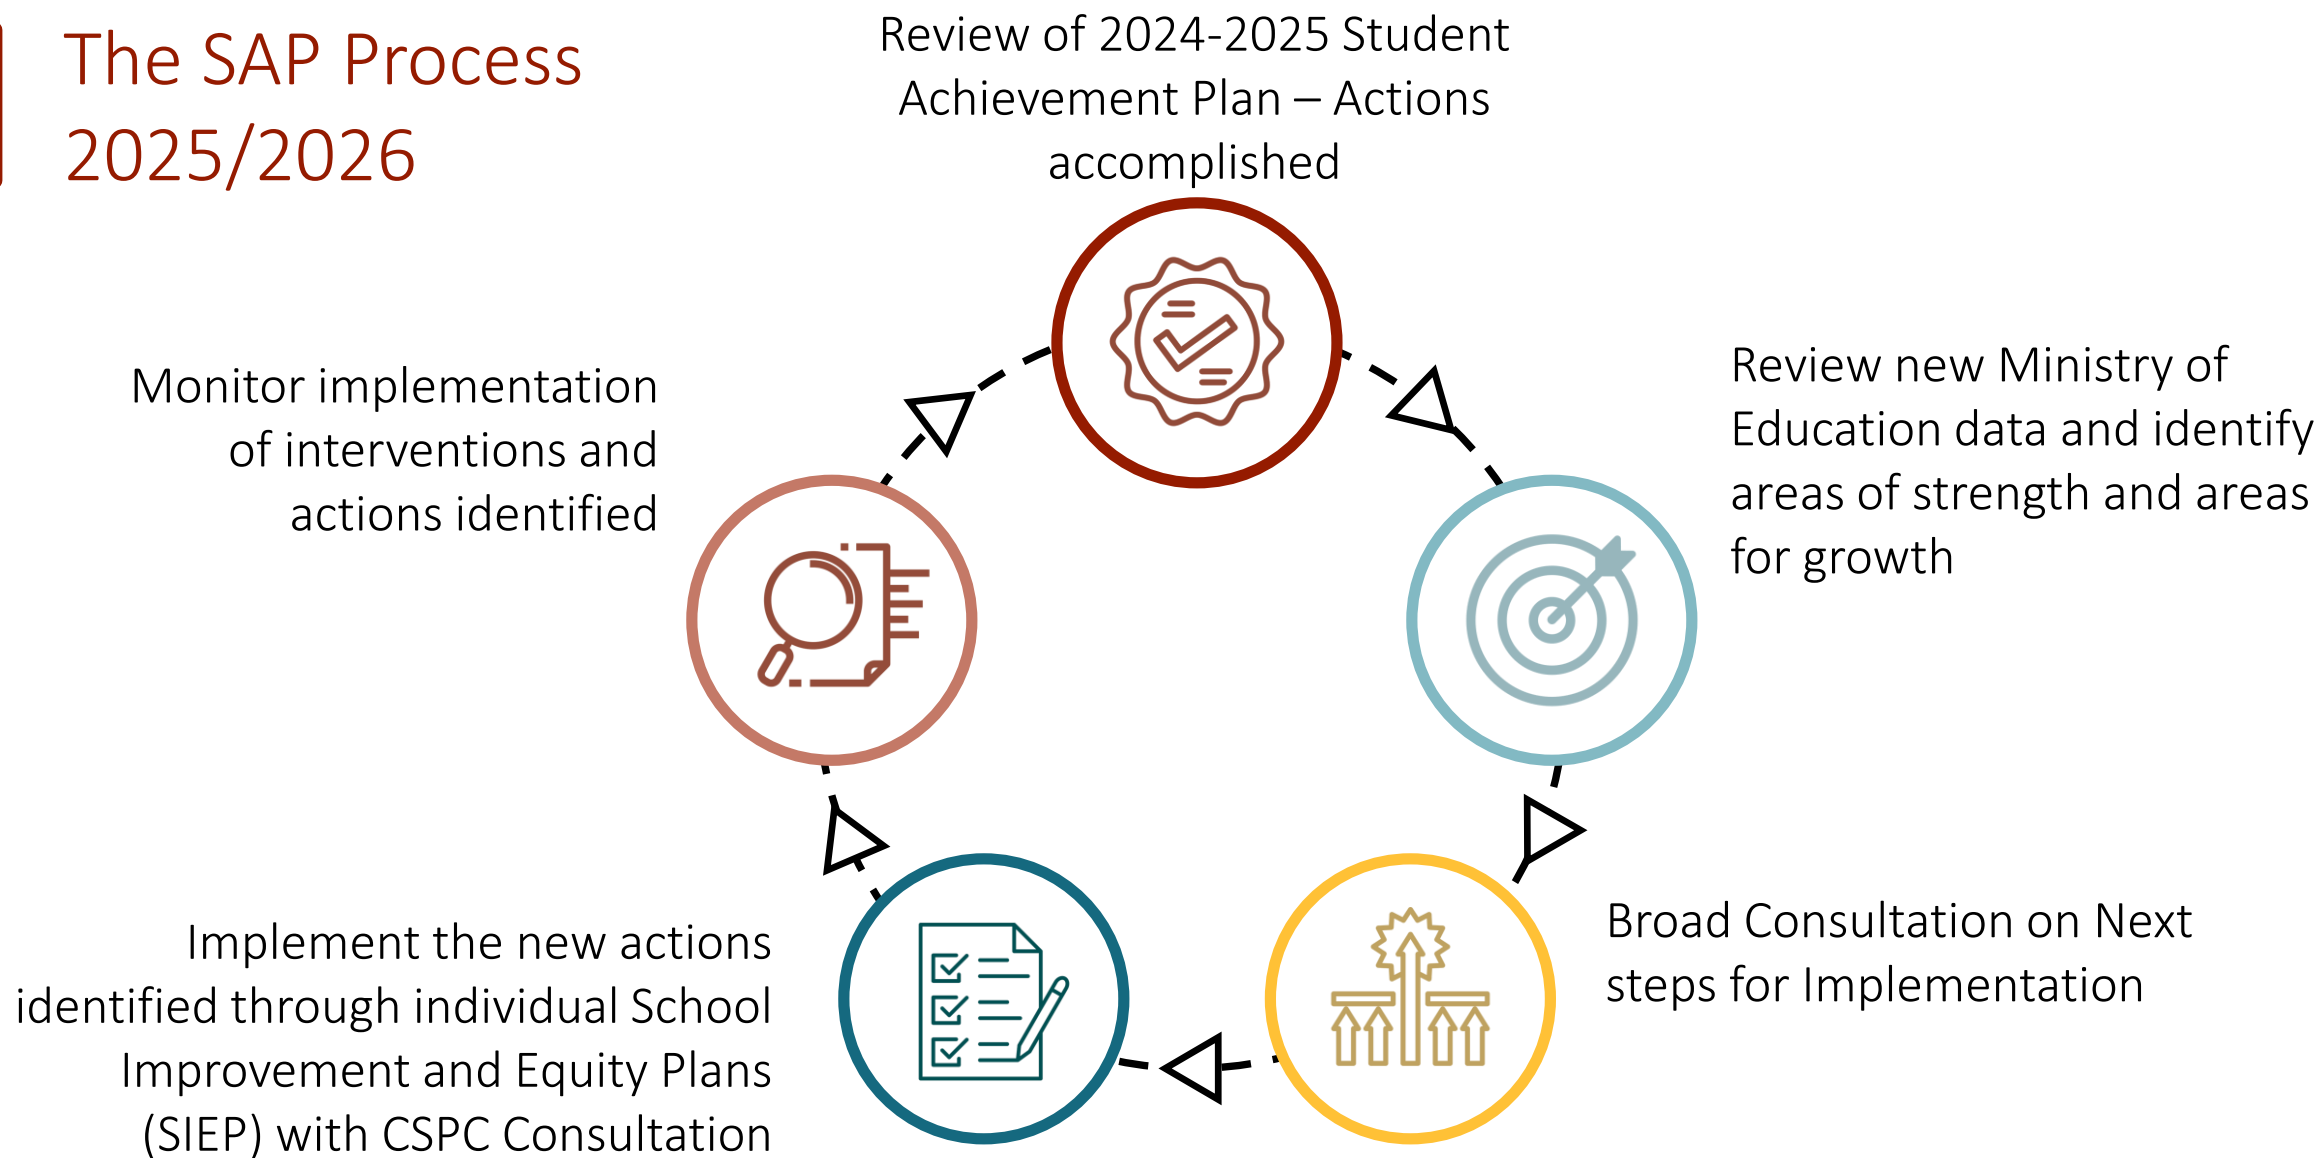 The SAP Process
2025/2026
Review of 2024-2025 Student
Achievement Plan – Actions
accomplished
Review new Ministry of
Education data and identify
areas of strength and areas
for growth
Broad Consultation on Next
steps for Implementation
Implement the new actions
identified through individual School
Improvement and Equity Plans
(SIEP) with CSPC Consultation
Monitor implementation
of interventions and
actions identified